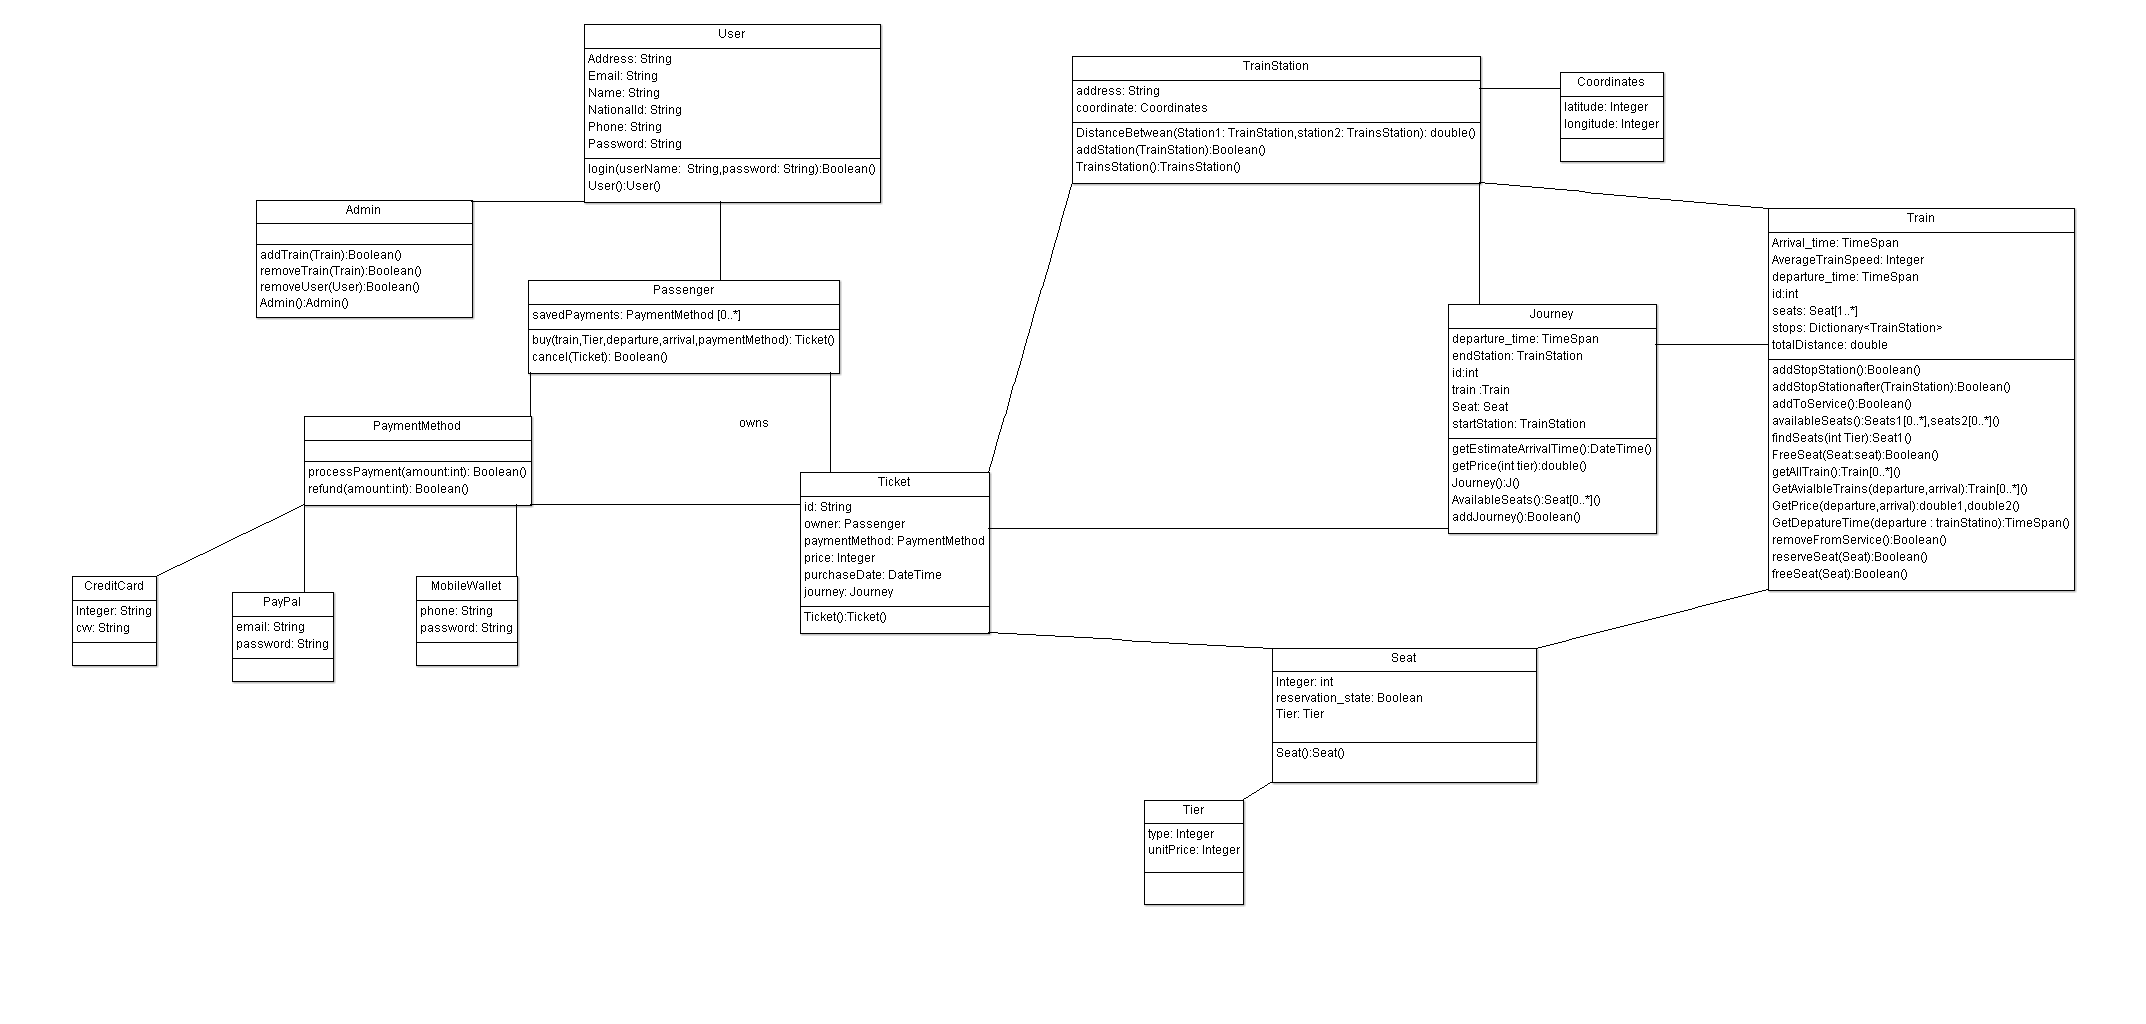 User
Address: String
Email: String
Name: String
NationalId: String
Phone: String
Password: String
login(userName:  String,password: String):Boolean()
User():User()
Admin
addTrain(Train):Boolean()
removeTrain(Train):Boolean()
removeUser(User):Boolean()
Admin():Admin()
Passenger
savedPayments: PaymentMethod [0..*]
buy(train,Tier,departure,arrival,paymentMethod): Ticket()
cancel(Ticket): Boolean()
owns
PaymentMethod
processPayment(amount:int): Boolean()
refund(amount:int): Boolean()
CreditCard
Integer: String
cvv: String
PayPal
email: String
password: String
MobileWallet
phone: String
password: String
Ticket
id: String
owner: Passenger
paymentMethod: PaymentMethod
price: Integer
purchaseDate: DateTime
journey: Journey
Ticket():Ticket()
TrainStation
address: String
coordinate: Coordinates
DistanceBetwean(Station1: TrainStation,station2: TrainsStation): double()
addStation(TrainStation):Boolean()
TrainsStation():TrainsStation()
Coordinates
latitude: Integer
longitude: Integer
Journey
departure_time: TimeSpan
endStation: TrainStation
id:int
train :Train
Seat: Seat
startStation: TrainStation
getEstimateArrivalTime():DateTime()
getPrice(int tier):double()
Journey():J()
AvailableSeats():Seat[0..*]()
addJourney():Boolean()
Train
Arrival_time: TimeSpan
AverageTrainSpeed: Integer
departure_time: TimeSpan
id:int
seats: Seat[1..*]
stops: Dictionary<TrainStation>
totalDistance: double
addStopStation():Boolean()
addStopStationafter(TrainStation):Boolean()
addToService():Boolean()
availableSeats():Seats1[0..*],seats2[0..*]()
findSeats(int Tier):Seat1()
FreeSeat(Seat:seat):Boolean()
getAllTrain():Train[0..*]()
GetAvialbleTrains(departure,arrival):Train[0..*]()
GetPrice(departure,arrival):double1,double2()
GetDepatureTime(departure : trainStatino):TimeSpan()
removeFromService():Boolean()
reserveSeat(Seat):Boolean()
freeSeat(Seat):Boolean()
Seat
Integer: int
reservation_state: Boolean
Tier: Tier
Seat():Seat()
Tier
type: Integer
unitPrice: Integer